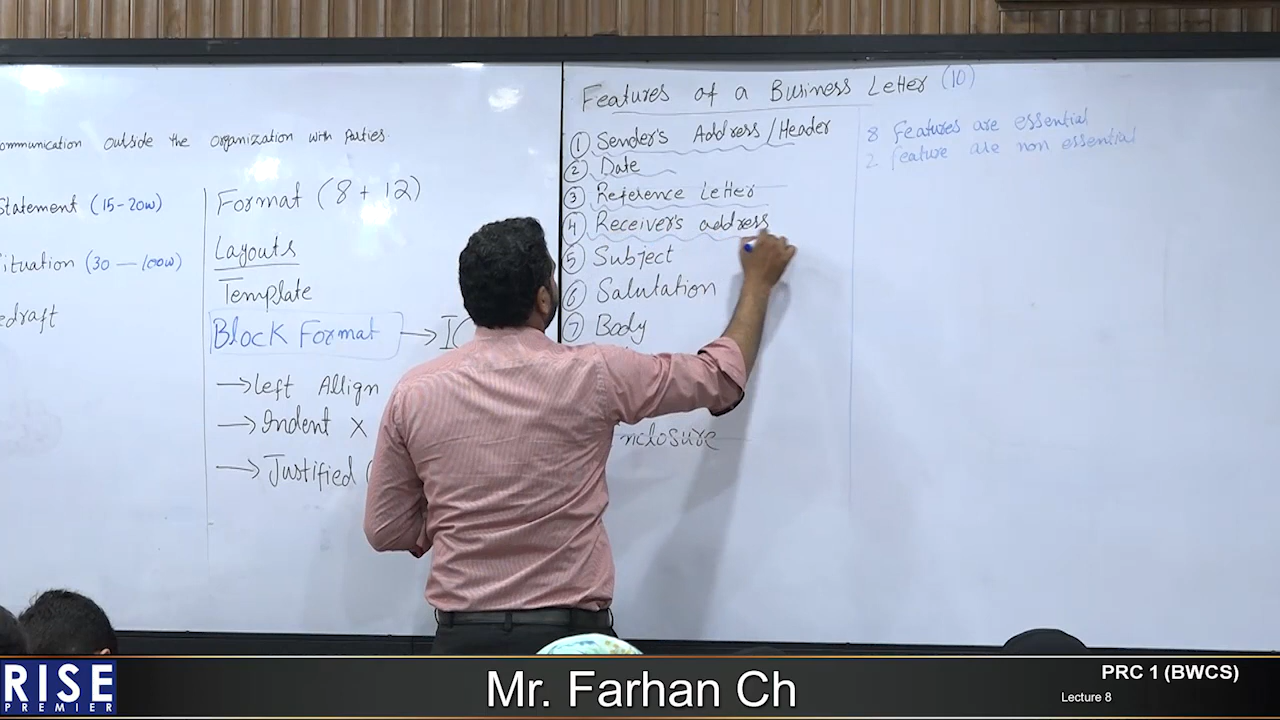 ommunication outside the organization with parties.
Statement (15-20w)
ituation (30 — 100w)
edraft
Format (8 + 12)
Layouts
Template
Block Format
→ Left Allign
→ Indent X
→ Justified (
Features of a Business Letter (10)
① Sender's Address / Header
② Date
③ Reference Letter
④ Receiver's address
⑤ Subject
⑥ Salutation
⑦ Body
nclosure
8 Features are essential
2 feature are non essential
RISE
PREMIER
Mr. Farhan Ch
PRC 1 (BWCS)
Lecture 8